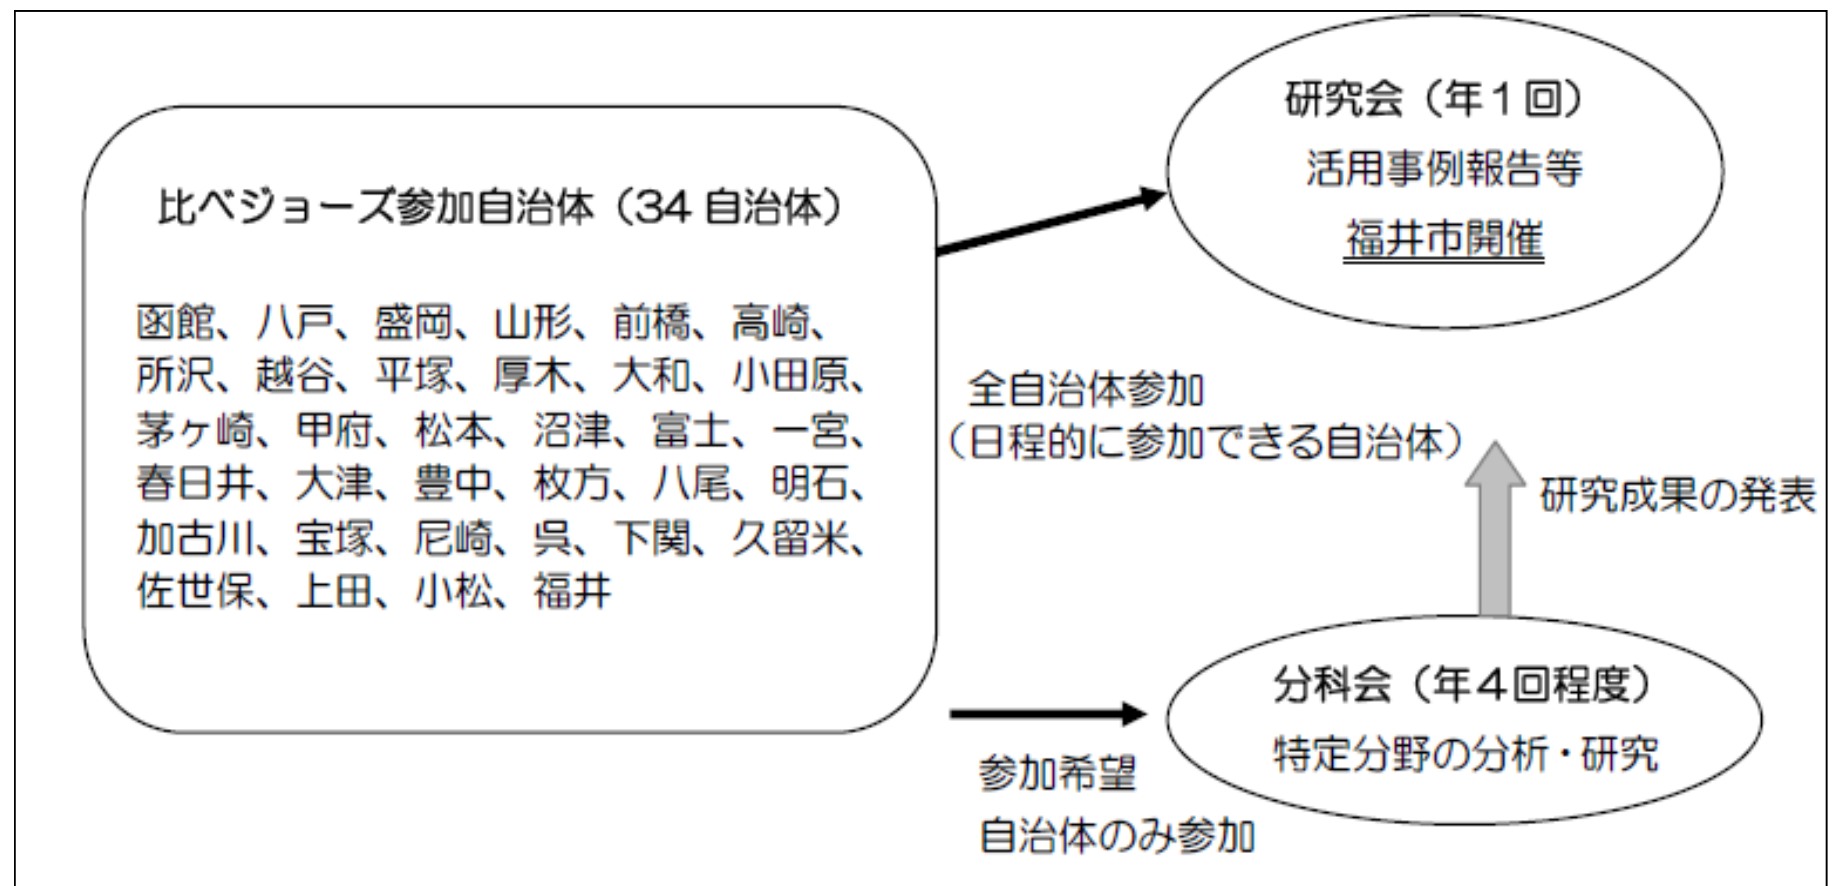 比べジョーズ参加自治体（34 自治体）
函館、八戸、盛岡、山形、前橋、高崎、
所沢、越谷、平塚、厚木、大和、小田原、
茅ヶ崎、甲府、松本、沼津、富士、一宮、
春日井、大津、豊中、枚方、八尾、明石、
加古川、宝塚、尼崎、呉、下関、久留米、
佐世保、上田、小松、福井
研究会（年１回）
活用事例報告等
福井市開催
全自治体参加
（日程的に参加できる自治体）
研究成果の発表
分科会（年４回程度）
特定分野の分析・研究
参加希望
自治体のみ参加